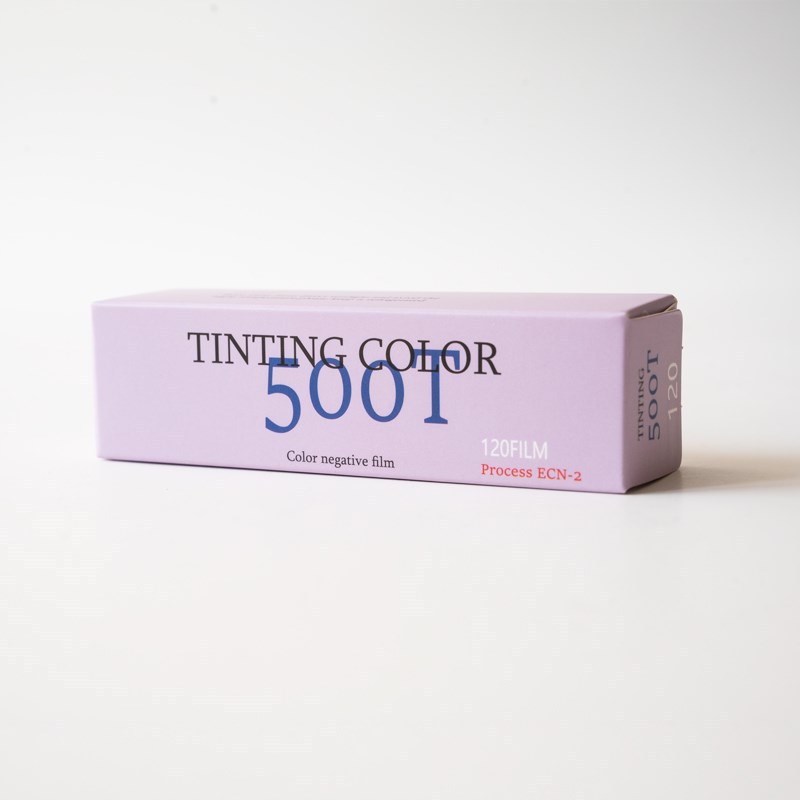 TINTING COLOR
500T
Color negative film
120FILM
Process ECN-2
TINTING
500T
120